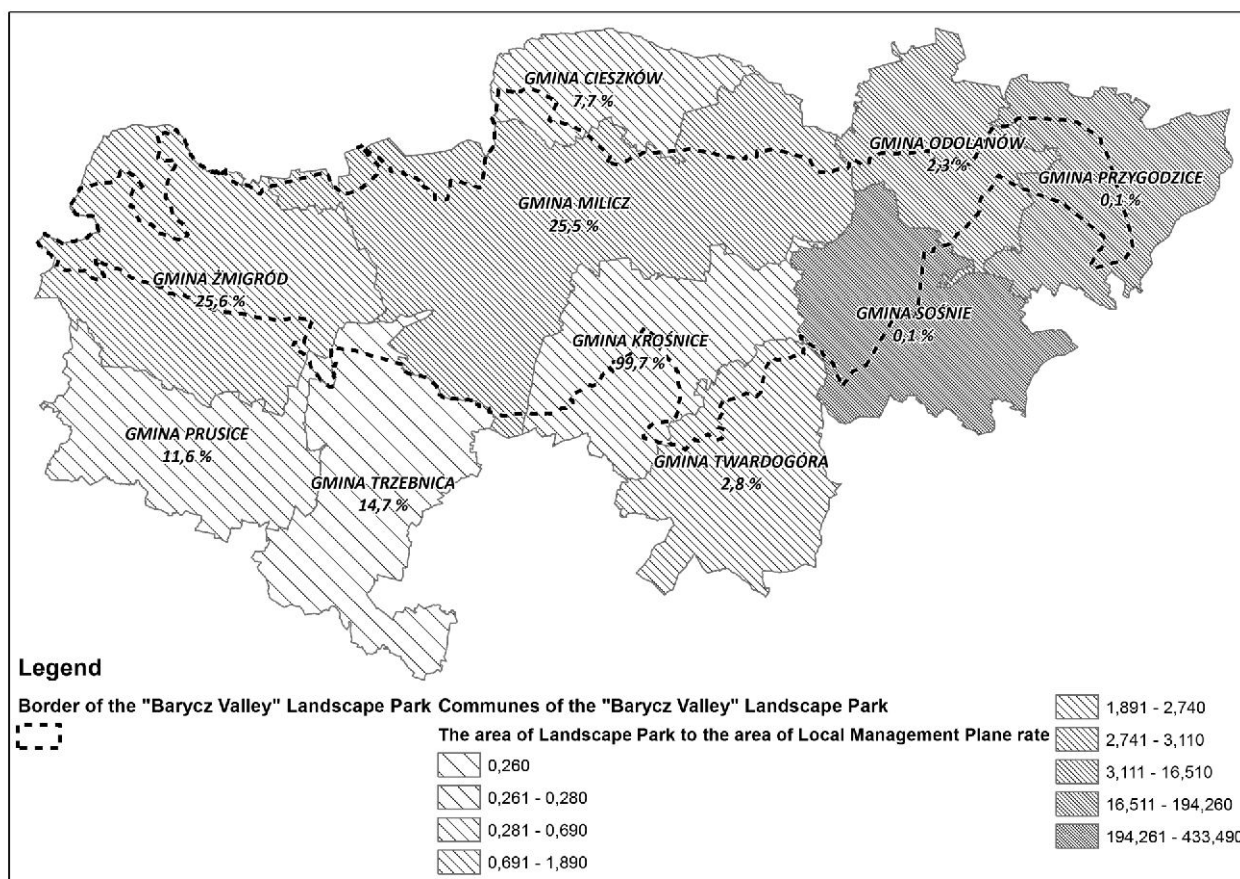 GMINA CIESZKÓW
7,7 %
GMINA ODOLANÓW
2,3 %
GMINA PRZYGODZICE
0,1 %
GMINA MILICZ
25,5 %
GMINA ŻMIGRÓD
25,6 %
GMINA SOŚNIE
0,1 %
GMINA KROŚNICE
99,7 %
GMINA PRUSICE
11,6 %
GMINA TRZEBNICA
14,7 %
GMINA TWARDOGÓRA
2,8 %
Legend
Border of the "Barycz Valley" Landscape Park
Communes of the "Barycz Valley" Landscape Park
The area of Landscape Park to the area of Local Management Plane rate
0,260
0,261 - 0,280
0,281 - 0,690
0,691 - 1,890
1,891 - 2,740
2,741 - 3,110
3,111 - 16,510
16,511 - 194,260
194,261 - 433,490